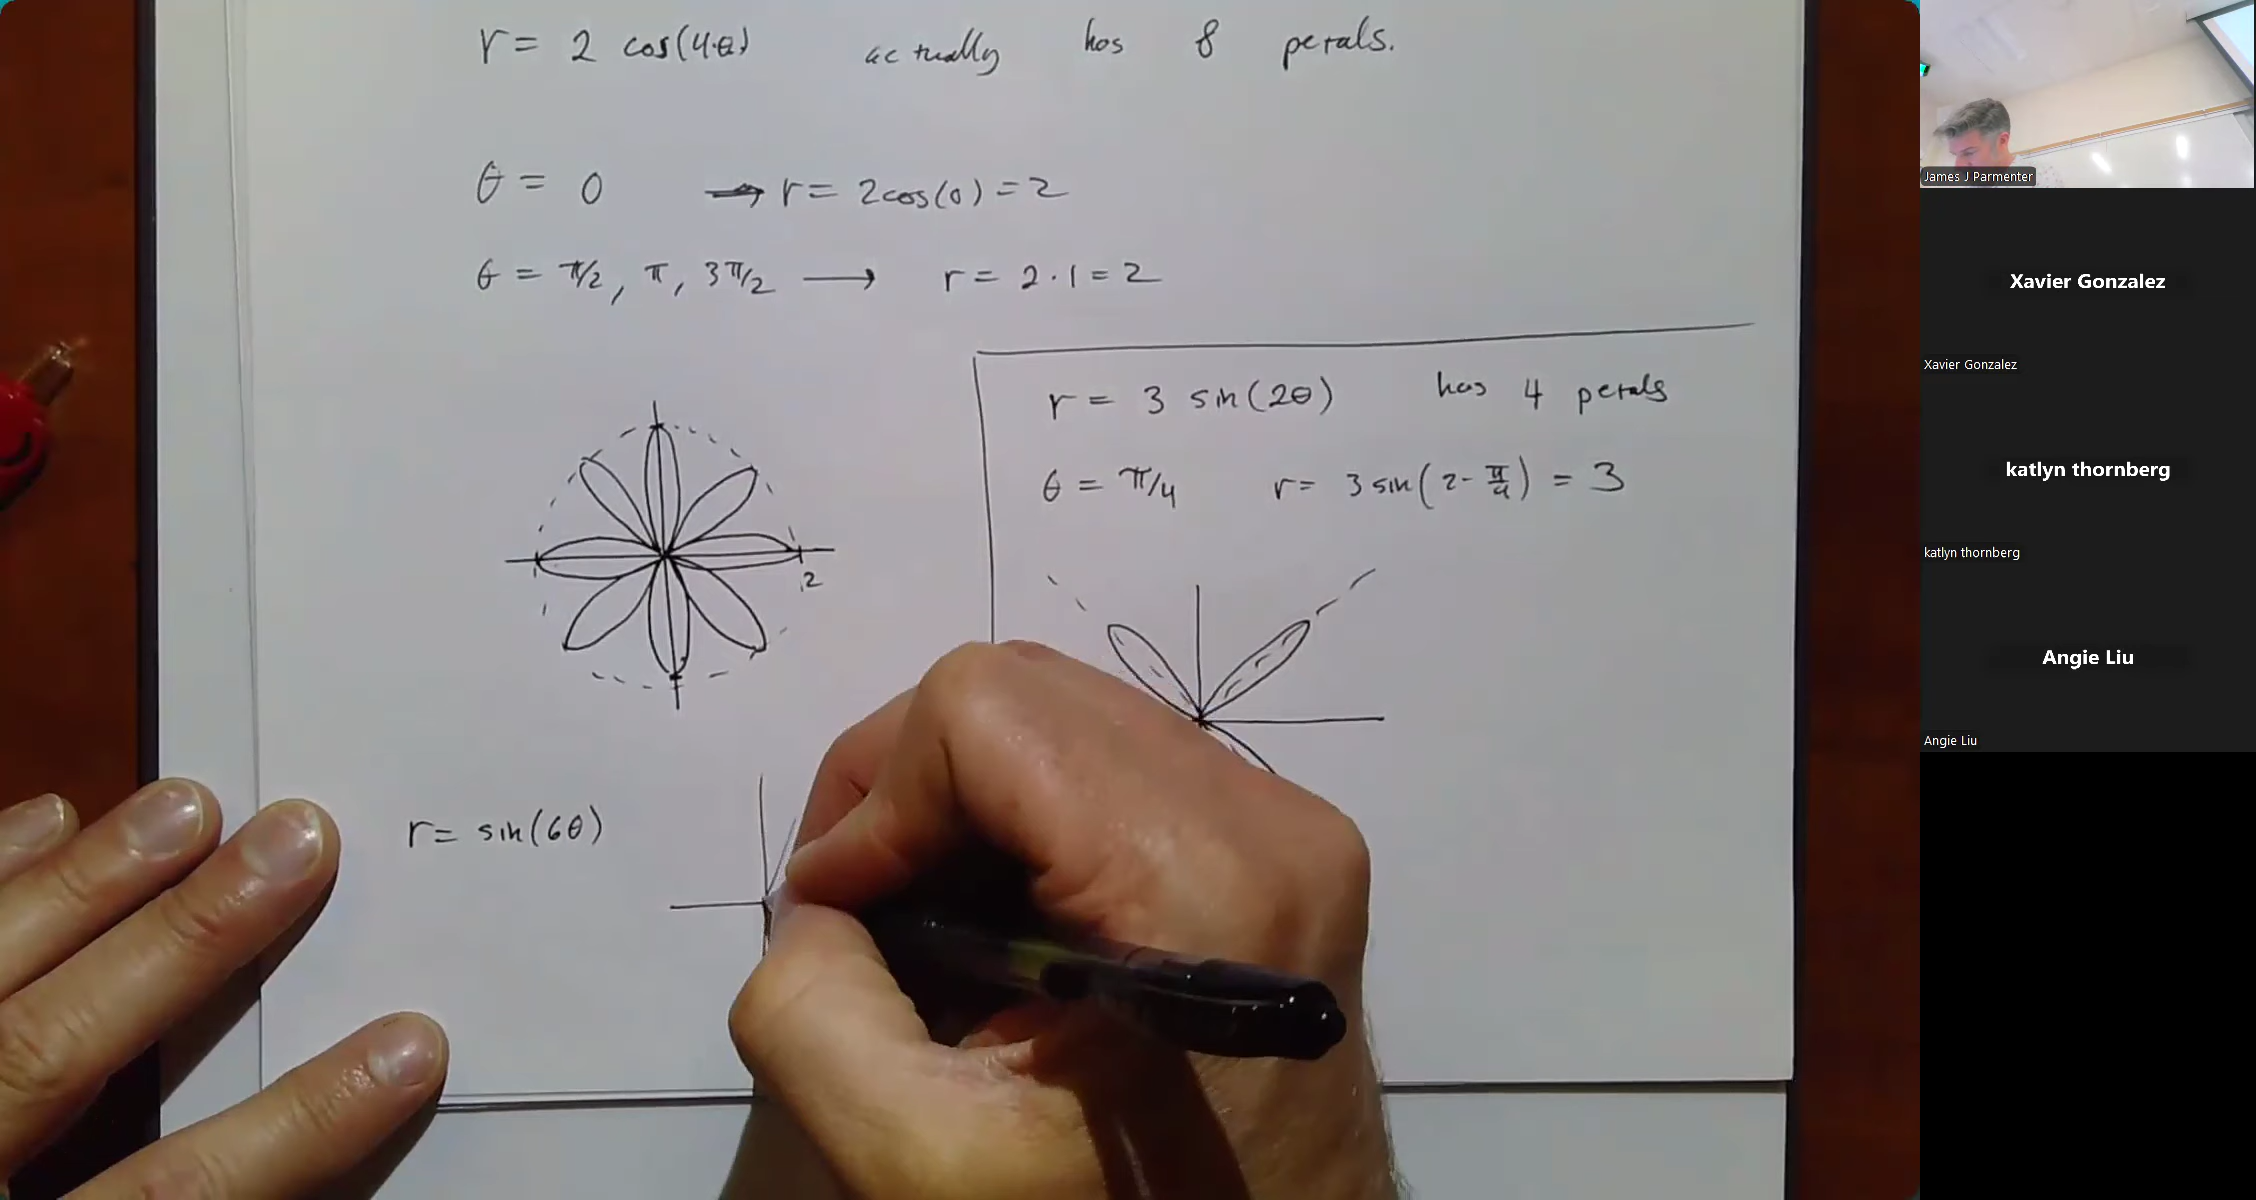 r = 2 cos(4·θ) actually has 8 petals.
θ = 0 → r = 2cos(0) = 2
θ = π/2, π, 3π/2 → r = 2·1 = 2
r = 3 sin(2θ) has 4 petals
θ = π/4 r = 3 sin(2 - π/4) = 3
2
r = sin(6θ)
James J Parmenter
Xavier Gonzalez
Xavier Gonzalez
katlyn thornberg
katlyn thornberg
Angie Liu
Angie Liu